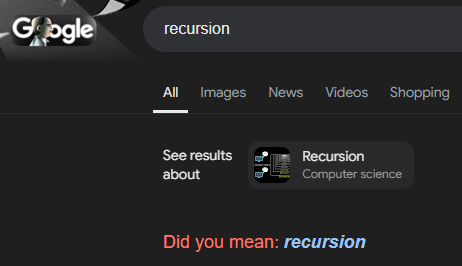 Google
recursion
All Images News Videos Shopping
See results
about
Recursion
Computer science
Did you mean: recursion